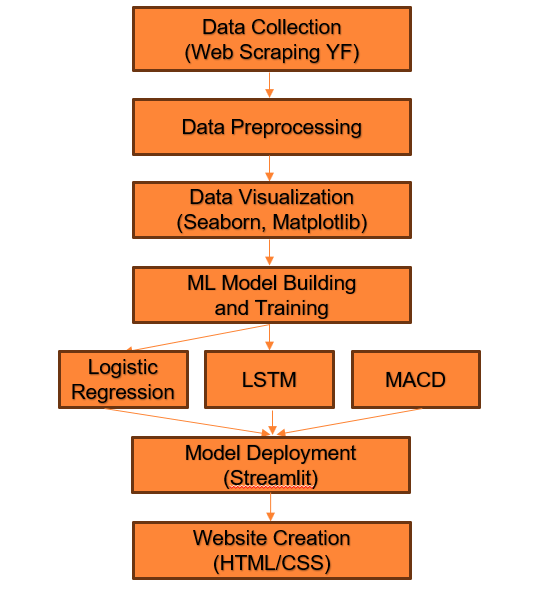 Data Collection
(Web Scraping YF)
Data Preprocessing
Data Visualization
(Seaborn, Matplotlib)
ML Model Building
and Training
Logistic
Regression
LSTM
MACD
Model Deployment
(Streamlit)
Website Creation
(HTML/CSS)